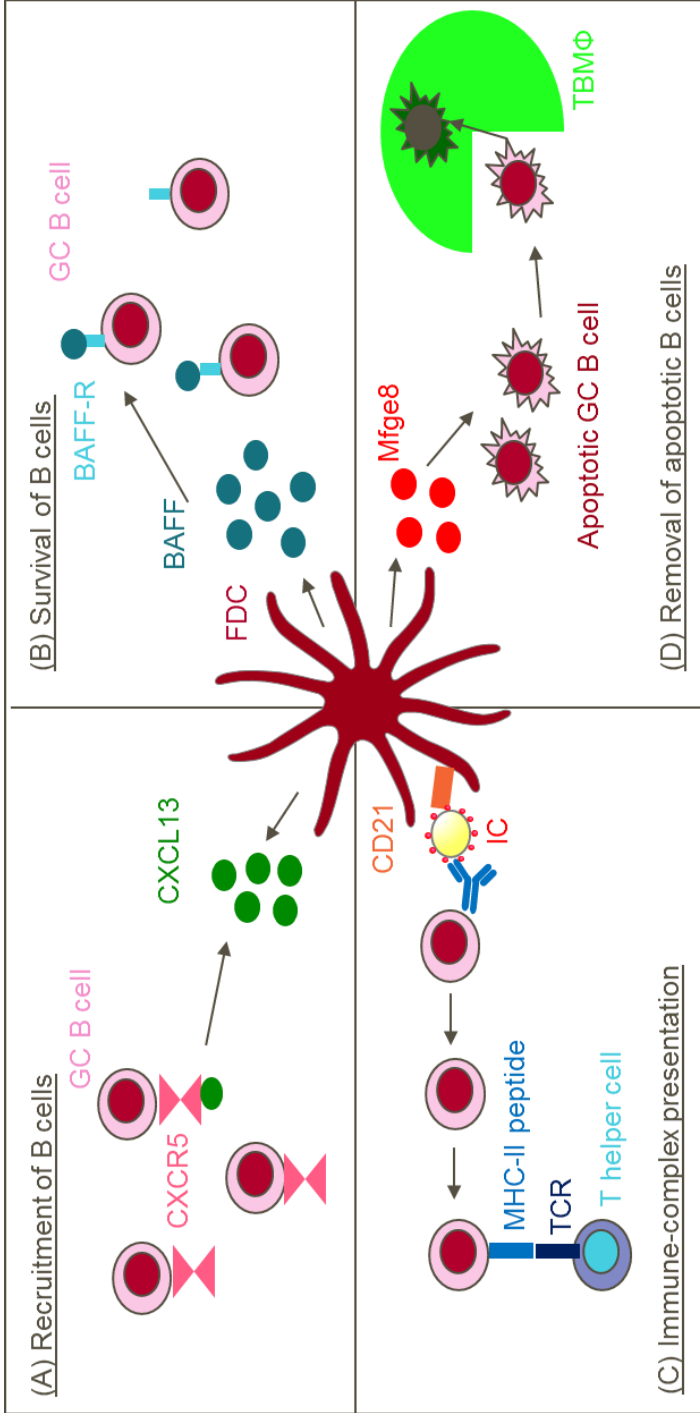 (A) Recruitment of B cells
GC B cell
CXCR5
CXCL13
(B) Survival of B cells
FDC
BAFF
BAFF-R
GC B cell
(C) Immune-complex presentation
CD21
IC
MHC-II peptide
TCR
T helper cell
(D) Removal of apoptotic B cells
Mfge8
Apoptotic GC B cell
TBMΦ